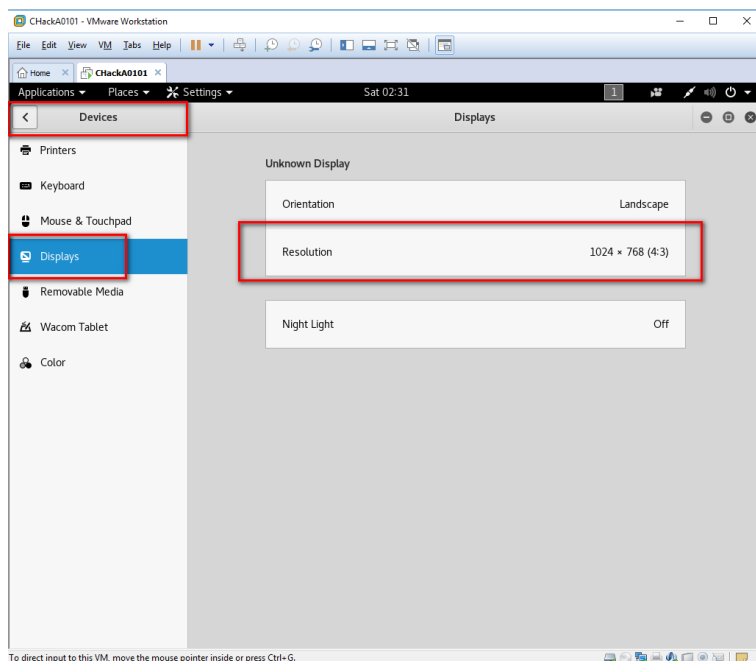 CHackA0101 - VMware Workstation
File Edit View VM Tabs Help
Home CHackA0101
Applications Places Settings Sat 02:31 1
Devices Displays
Printers
Keyboard
Mouse & Touchpad
Displays
Removable Media
Wacom Tablet
Color
Unknown Display
Orientation Landscape
Resolution 1024 × 768 (4:3)
Night Light Off
To direct input to this VM, move the mouse pointer inside or press Ctrl+G.